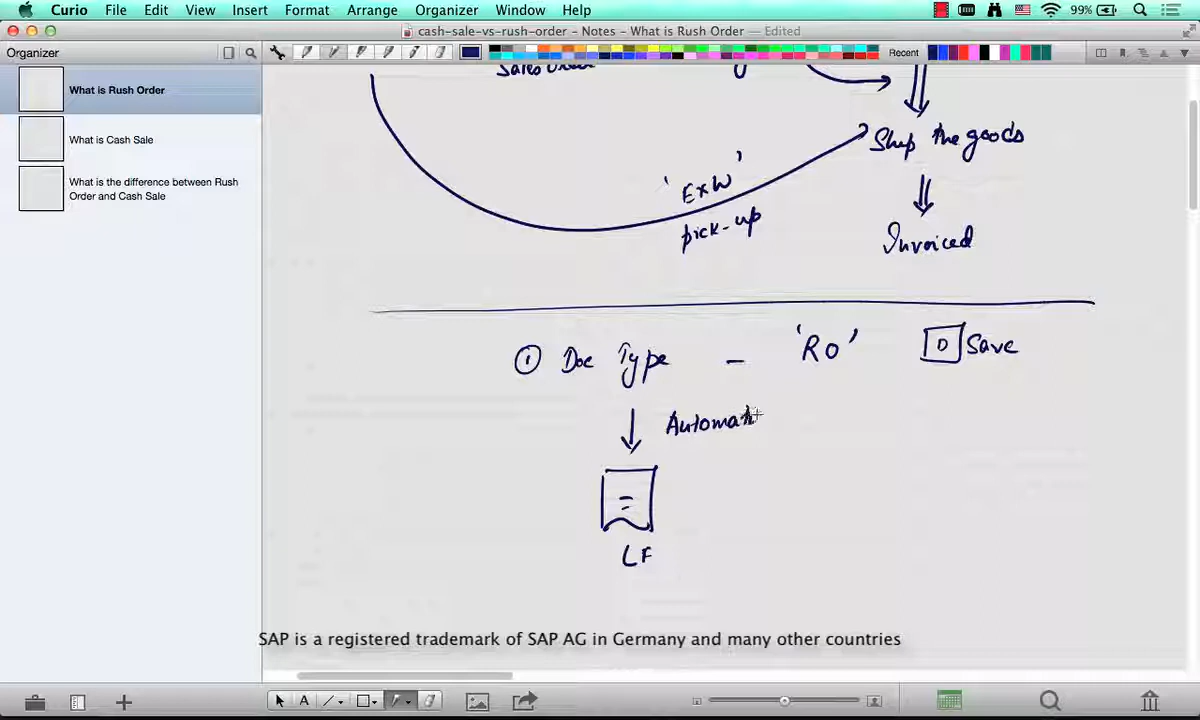 Curio File Edit View Insert Format Arrange Organizer Window Help 99%
cash-sale-vs-rush-order – Notes – What is Rush Order — Edited
Organizer
Recent
What is Rush Order
What is Cash Sale
What is the difference between Rush
Order and Cash Sale
Sales Order
Ship the goods
'EXW'
pick-up
Invoiced
① Doc Type – 'RO' D Save
↓ Automati
LF
SAP is a registered trademark of SAP AG in Germany and many other countries
A